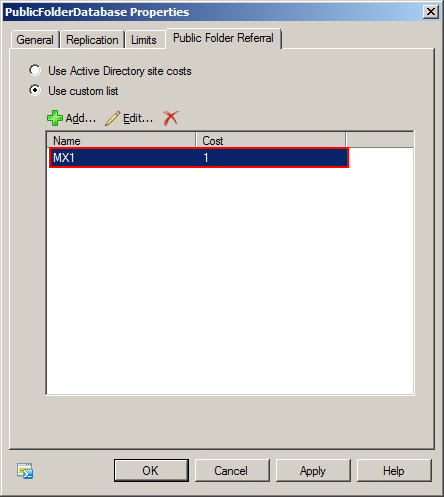 PublicFolderDatabase Properties
General Replication Limits Public Folder Referral
Use Active Directory site costs
Use custom list
Add... Edit...
Name Cost
MX1 1
OK Cancel Apply Help